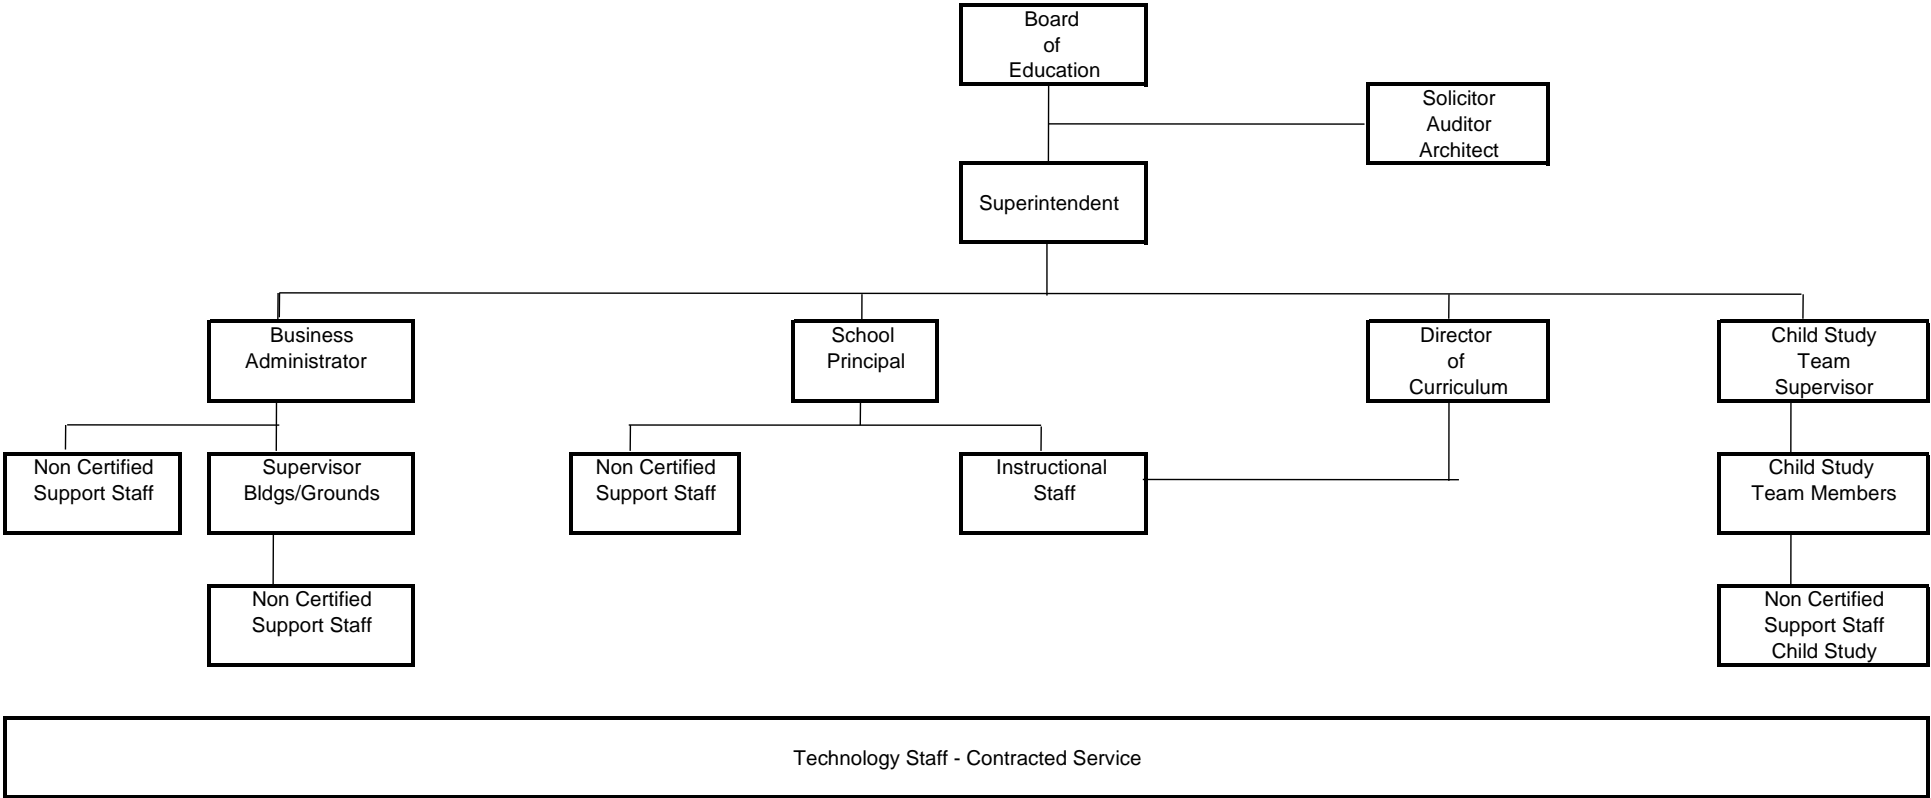 Board
of
Education
Solicitor
Auditor
Architect
Superintendent
Business
Administrator
School
Principal
Director
of
Curriculum
Child Study
Team
Supervisor
Non Certified
Support Staff
Supervisor
Bldgs/Grounds
Non Certified
Support Staff
Instructional
Staff
Child Study
Team Members
Non Certified
Support Staff
Non Certified
Support Staff
Child Study
Technology Staff - Contracted Service